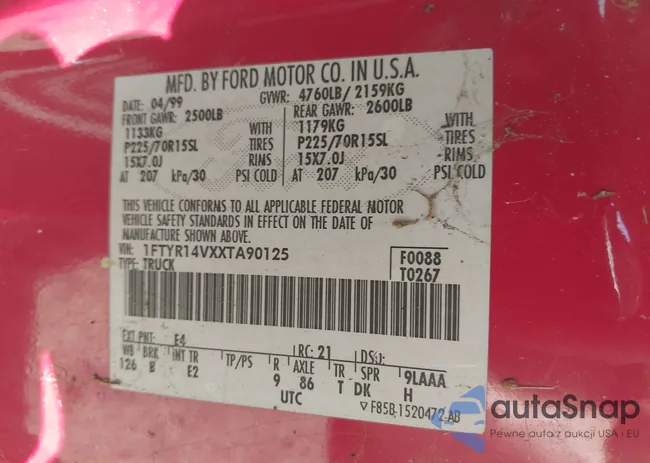 MFD. BY FORD MOTOR CO. IN U.S.A.
DATE: 04/99 GVWR: 4760LB/ 2159KG
FRONT GAWR: 2500LB REAR GAWR: 2600LB
1133KG WITH 1179KG WITH
P225/70R15SL TIRES P225/70R15SL TIRES
15X7.0J RIMS 15X7.0J RIMS
AT 207 kPa/30 PSI COLD AT 207 kPa/30 PSI COLD
THIS VEHICLE CONFORMS TO ALL APPLICABLE FEDERAL MOTOR
VEHICLE SAFETY STANDARDS IN EFFECT ON THE DATE OF
MANUFACTURE SHOWN ABOVE.
VIN: 1FTYR14VXXTA90125 F0088
TYPE: TRUCK T0267
EXT PNT: E4 RC: 21 DSO:
WB BRK INT TR TP/PS R AXLE TR SPR 9LAAA
126 B E2 9 86 T DK H
UTC ▽F85B-1520472-AB
autoSnap
Pewne auto z aukcji USA i EU